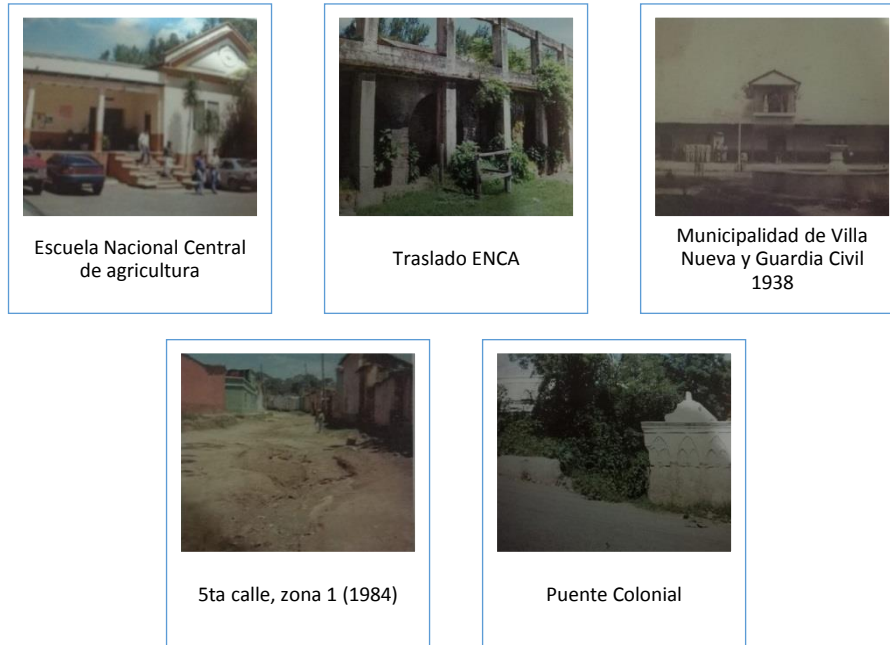 Escuela Nacional Central
de agricultura
Traslado ENCA
Municipalidad de Villa
Nueva y Guardia Civil
1938
5ta calle, zona 1 (1984)
Puente Colonial